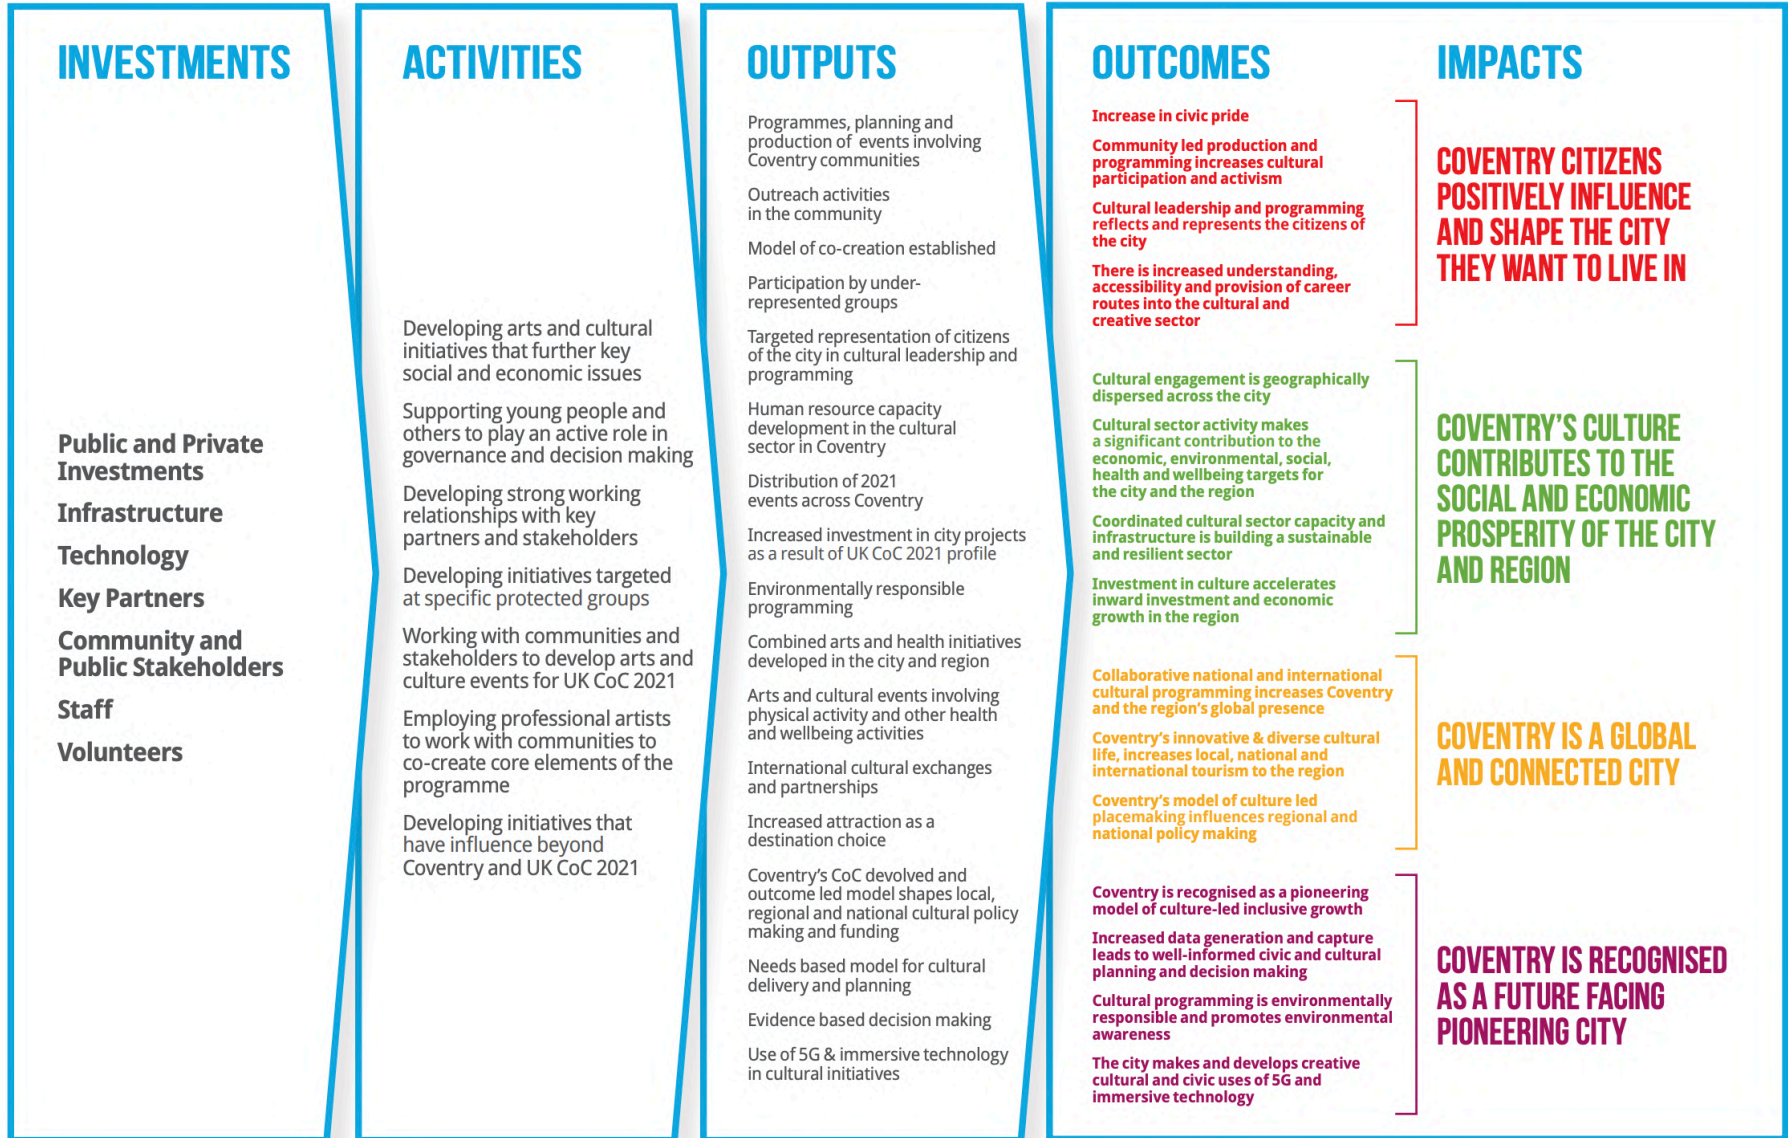 INVESTMENTS
Public and Private
Investments
Infrastructure
Technology
Key Partners
Community and
Public Stakeholders
Staff
Volunteers
ACTIVITIES
Developing arts and cultural
initiatives that further key
social and economic issues
Supporting young people and
others to play an active role in
governance and decision making
Developing strong working
relationships with key
partners and stakeholders
Developing initiatives targeted
at specific protected groups
Working with communities and
stakeholders to develop arts and
culture events for UK CoC 2021
Employing professional artists
to work with communities to
co-create core elements of the
programme
Developing initiatives that
have influence beyond
Coventry and UK CoC 2021
OUTPUTS
Programmes, planning and
production of events involving
Coventry communities
Outreach activities
in the community
Model of co-creation established
Participation by under-
represented groups
Targeted representation of citizens
of the city in cultural leadership and
programming
Human resource capacity
development in the cultural
sector in Coventry
Distribution of 2021
events across Coventry
Increased investment in city projects
as a result of UK CoC 2021 profile
Environmentally responsible
programming
Combined arts and health initiatives
developed in the city and region
Arts and cultural events involving
physical activity and other health
and wellbeing activities
International cultural exchanges
and partnerships
Increased attraction as a
destination choice
Coventry's CoC devolved and
outcome led model shapes local,
regional and national cultural policy
making and funding
Needs based model for cultural
delivery and planning
Evidence based decision making
Use of 5G & immersive technology
in cultural initiatives
OUTCOMES
Increase in civic pride
Community led production and
programming increases cultural
participation and activism
Cultural leadership and programming
reflects and represents the citizens of
the city
There is increased understanding,
accessibility and provision of career
routes into the cultural and
creative sector
Cultural engagement is geographically
dispersed across the city
Cultural sector activity makes
a significant contribution to the
economic, environmental, social,
health and wellbeing targets for
the city and the region
Coordinated cultural sector capacity and
infrastructure is building a sustainable
and resilient sector
Investment in culture accelerates
inward investment and economic
growth in the region
Collaborative national and international
cultural programming increases Coventry
and the region's global presence
Coventry's innovative & diverse cultural
life, increases local, national and
international tourism to the region
Coventry's model of culture led
placemaking influences regional and
national policy making
Coventry is recognised as a pioneering
model of culture-led inclusive growth
Increased data generation and capture
leads to well-informed civic and cultural
planning and decision making
Cultural programming is environmentally
responsible and promotes environmental
awareness
The city makes and develops creative
cultural and civic uses of 5G and
immersive technology
IMPACTS
COVENTRY CITIZENS
POSITIVELY INFLUENCE
AND SHAPE THE CITY
THEY WANT TO LIVE IN
COVENTRY'S CULTURE
CONTRIBUTES TO THE
SOCIAL AND ECONOMIC
PROSPERITY OF THE CITY
AND REGION
COVENTRY IS A GLOBAL
AND CONNECTED CITY
COVENTRY IS RECOGNISED
AS A FUTURE FACING
PIONEERING CITY